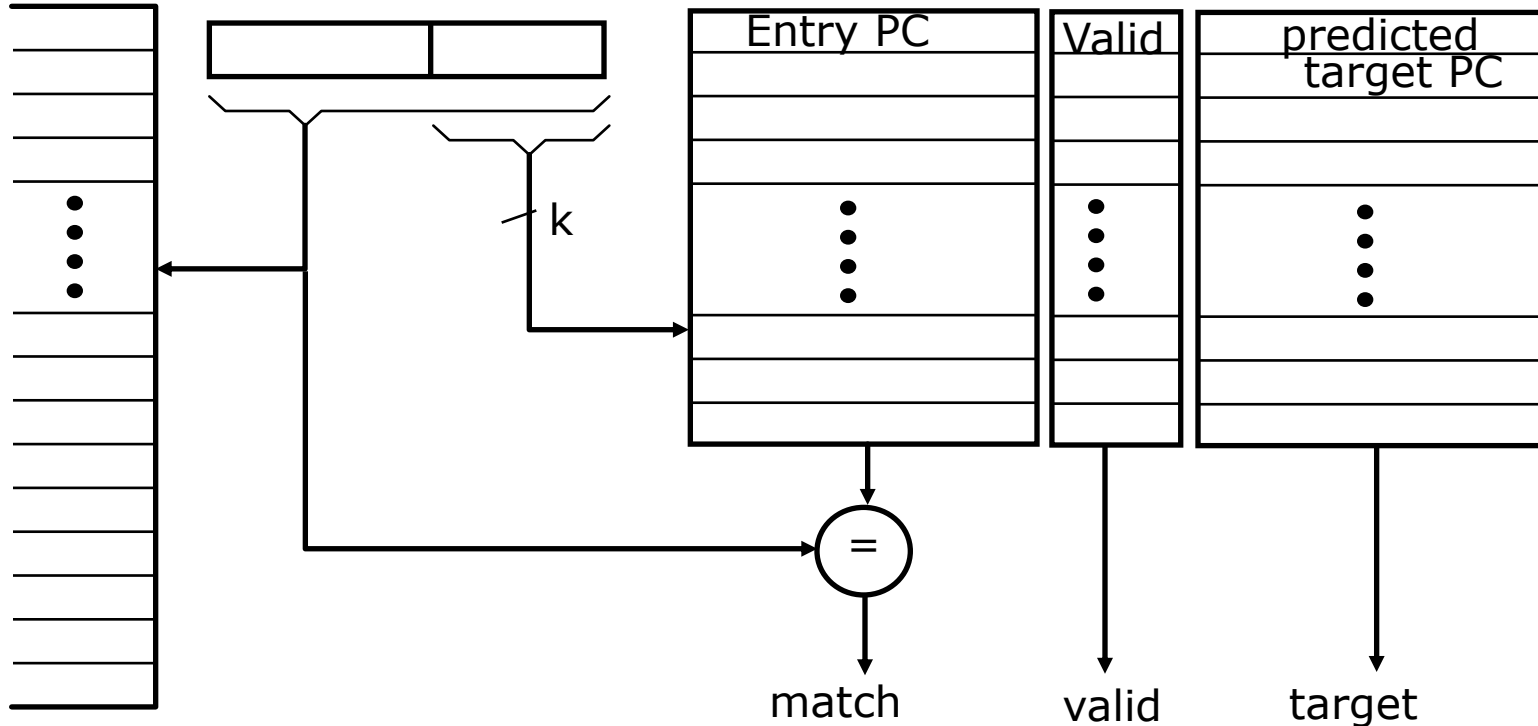 Entry PC
Valid
predicted
target PC
k
=
match
valid
target